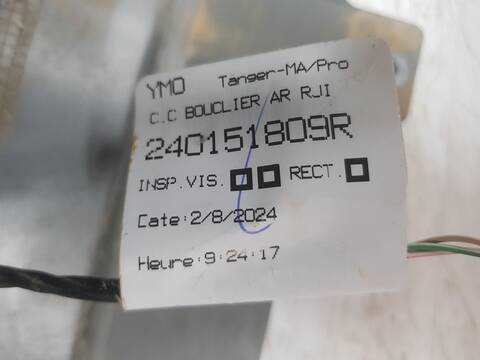 YMO Tanger-MA/Pro
C.C BOUCLIER AR RJI
240151809R
INSP.VIS. RECT.
Date:2/8/2024
Heure:9:24:17